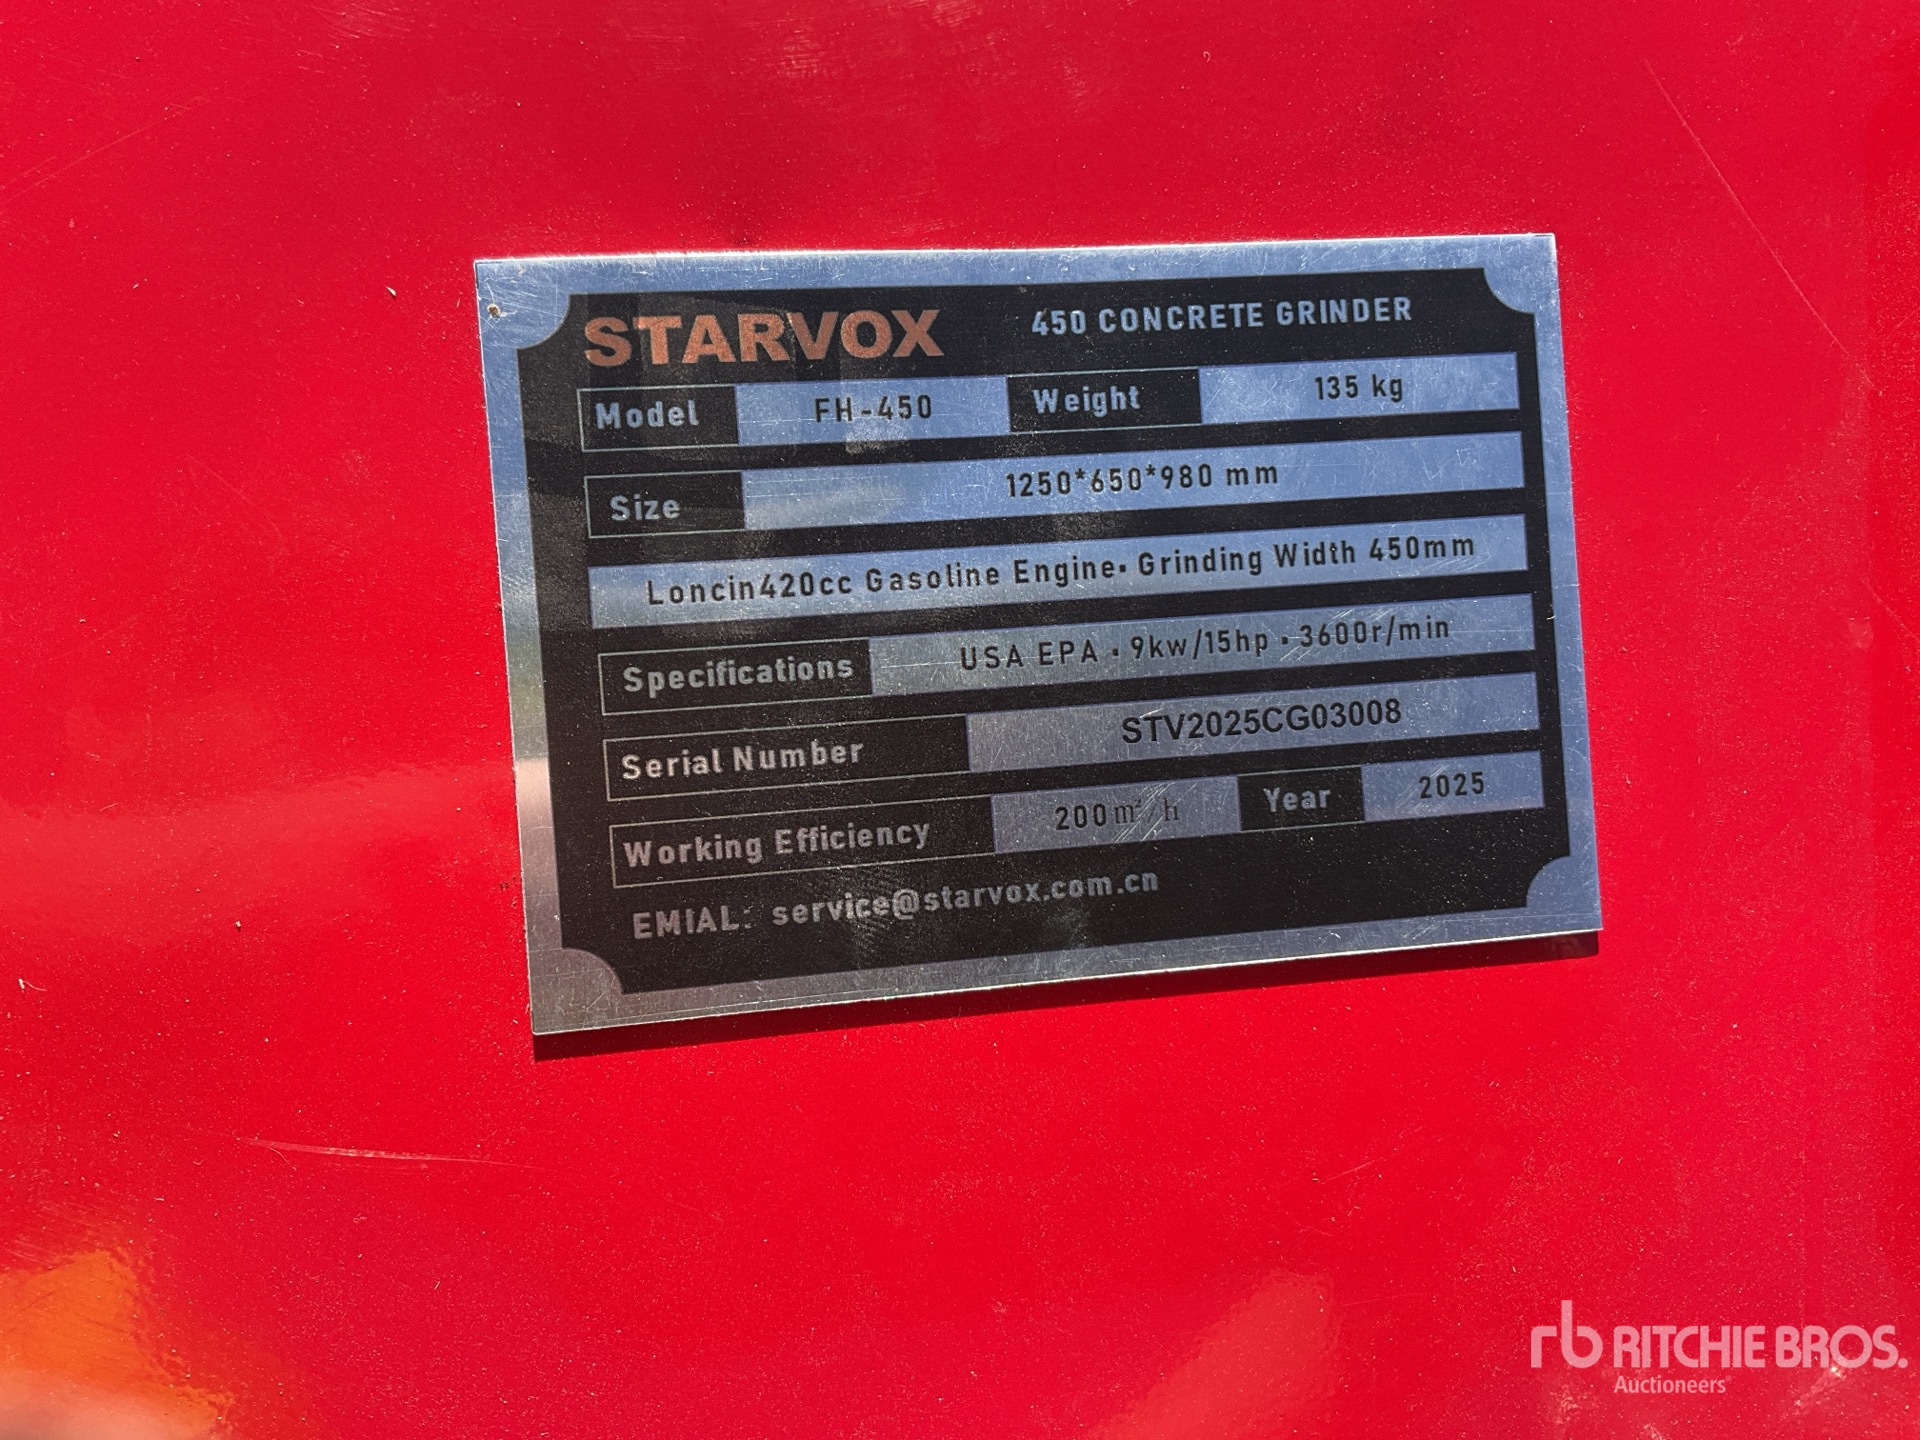 STARVOX 450 CONCRETE GRINDER
Model FH-450 Weight 135 kg
Size 1250*650*980 mm
Loncin420cc Gasoline Engine· Grinding Width 450mm
Specifications USA EPA · 9kw/15hp · 3600r/min
Serial Number STV2025CG03008
Working Efficiency 200m²/h Year 2025
EMIAL: service@starvox.com.cn
rb RITCHIE BROS.
Auctioneers